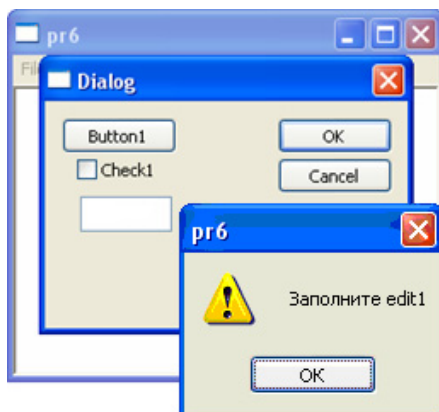 pr6
Fil
Dialog
Button1
OK
Check1
Cancel
pr6
Заполните edit1
OK